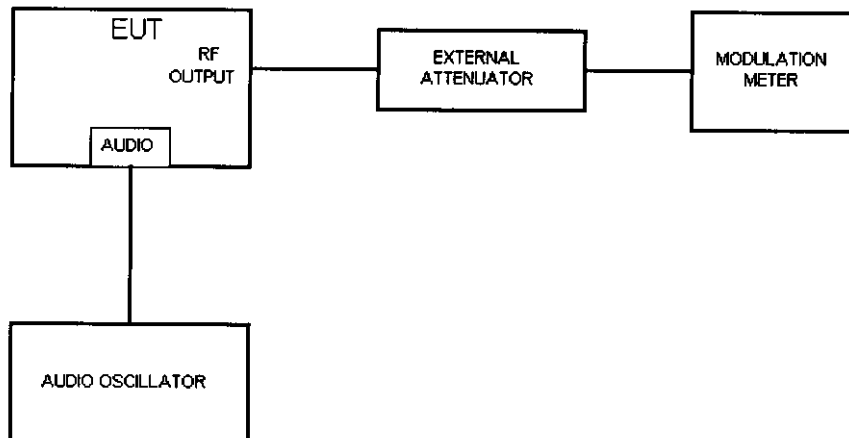 EUT
RF
OUTPUT
AUDIO
EXTERNAL
ATTENUATOR
MODULATION
METER
AUDIO OSCILLATOR